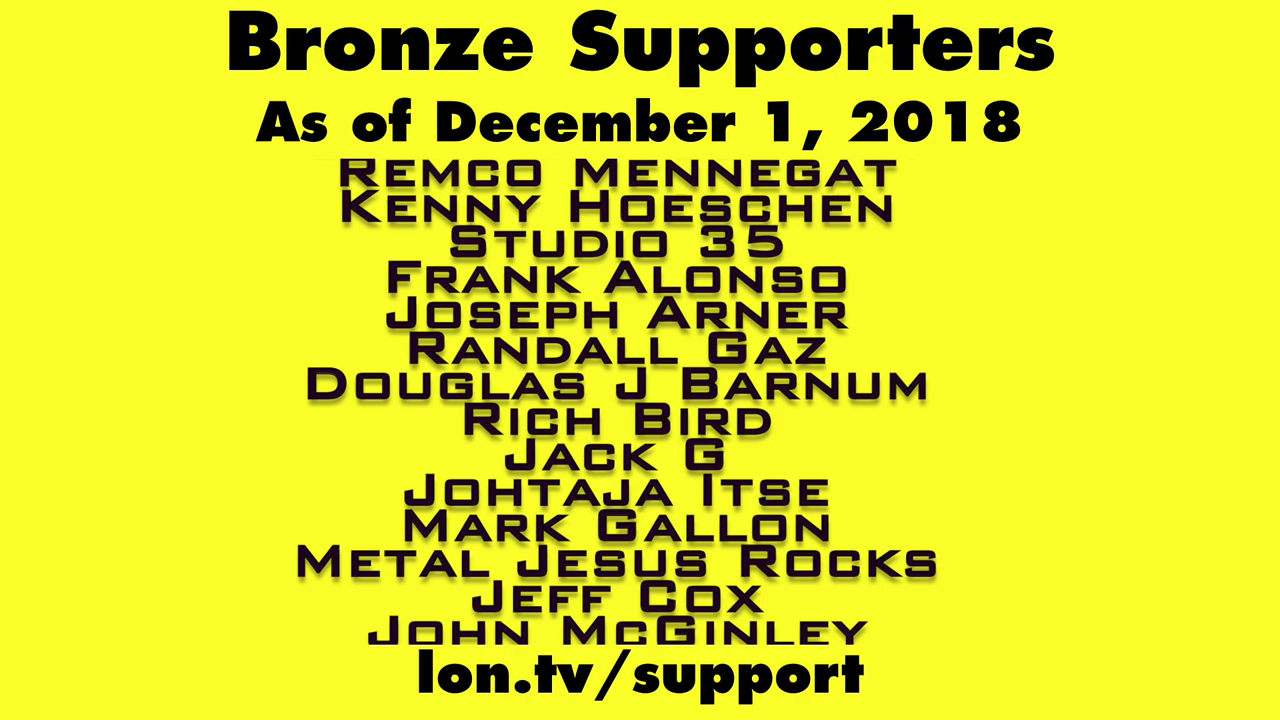 Bronze Supporters
As of December 1, 2018
Remco Mennegat
Kenny Hoeschen
Studio 35
Frank Alonso
Joseph Arner
Randall Gaz
Douglas J Barnum
Rich Bird
Jack G
Johtaja Itse
Mark Gallon
Metal Jesus Rocks
Jeff Cox
John McGinley
lon.tv/support